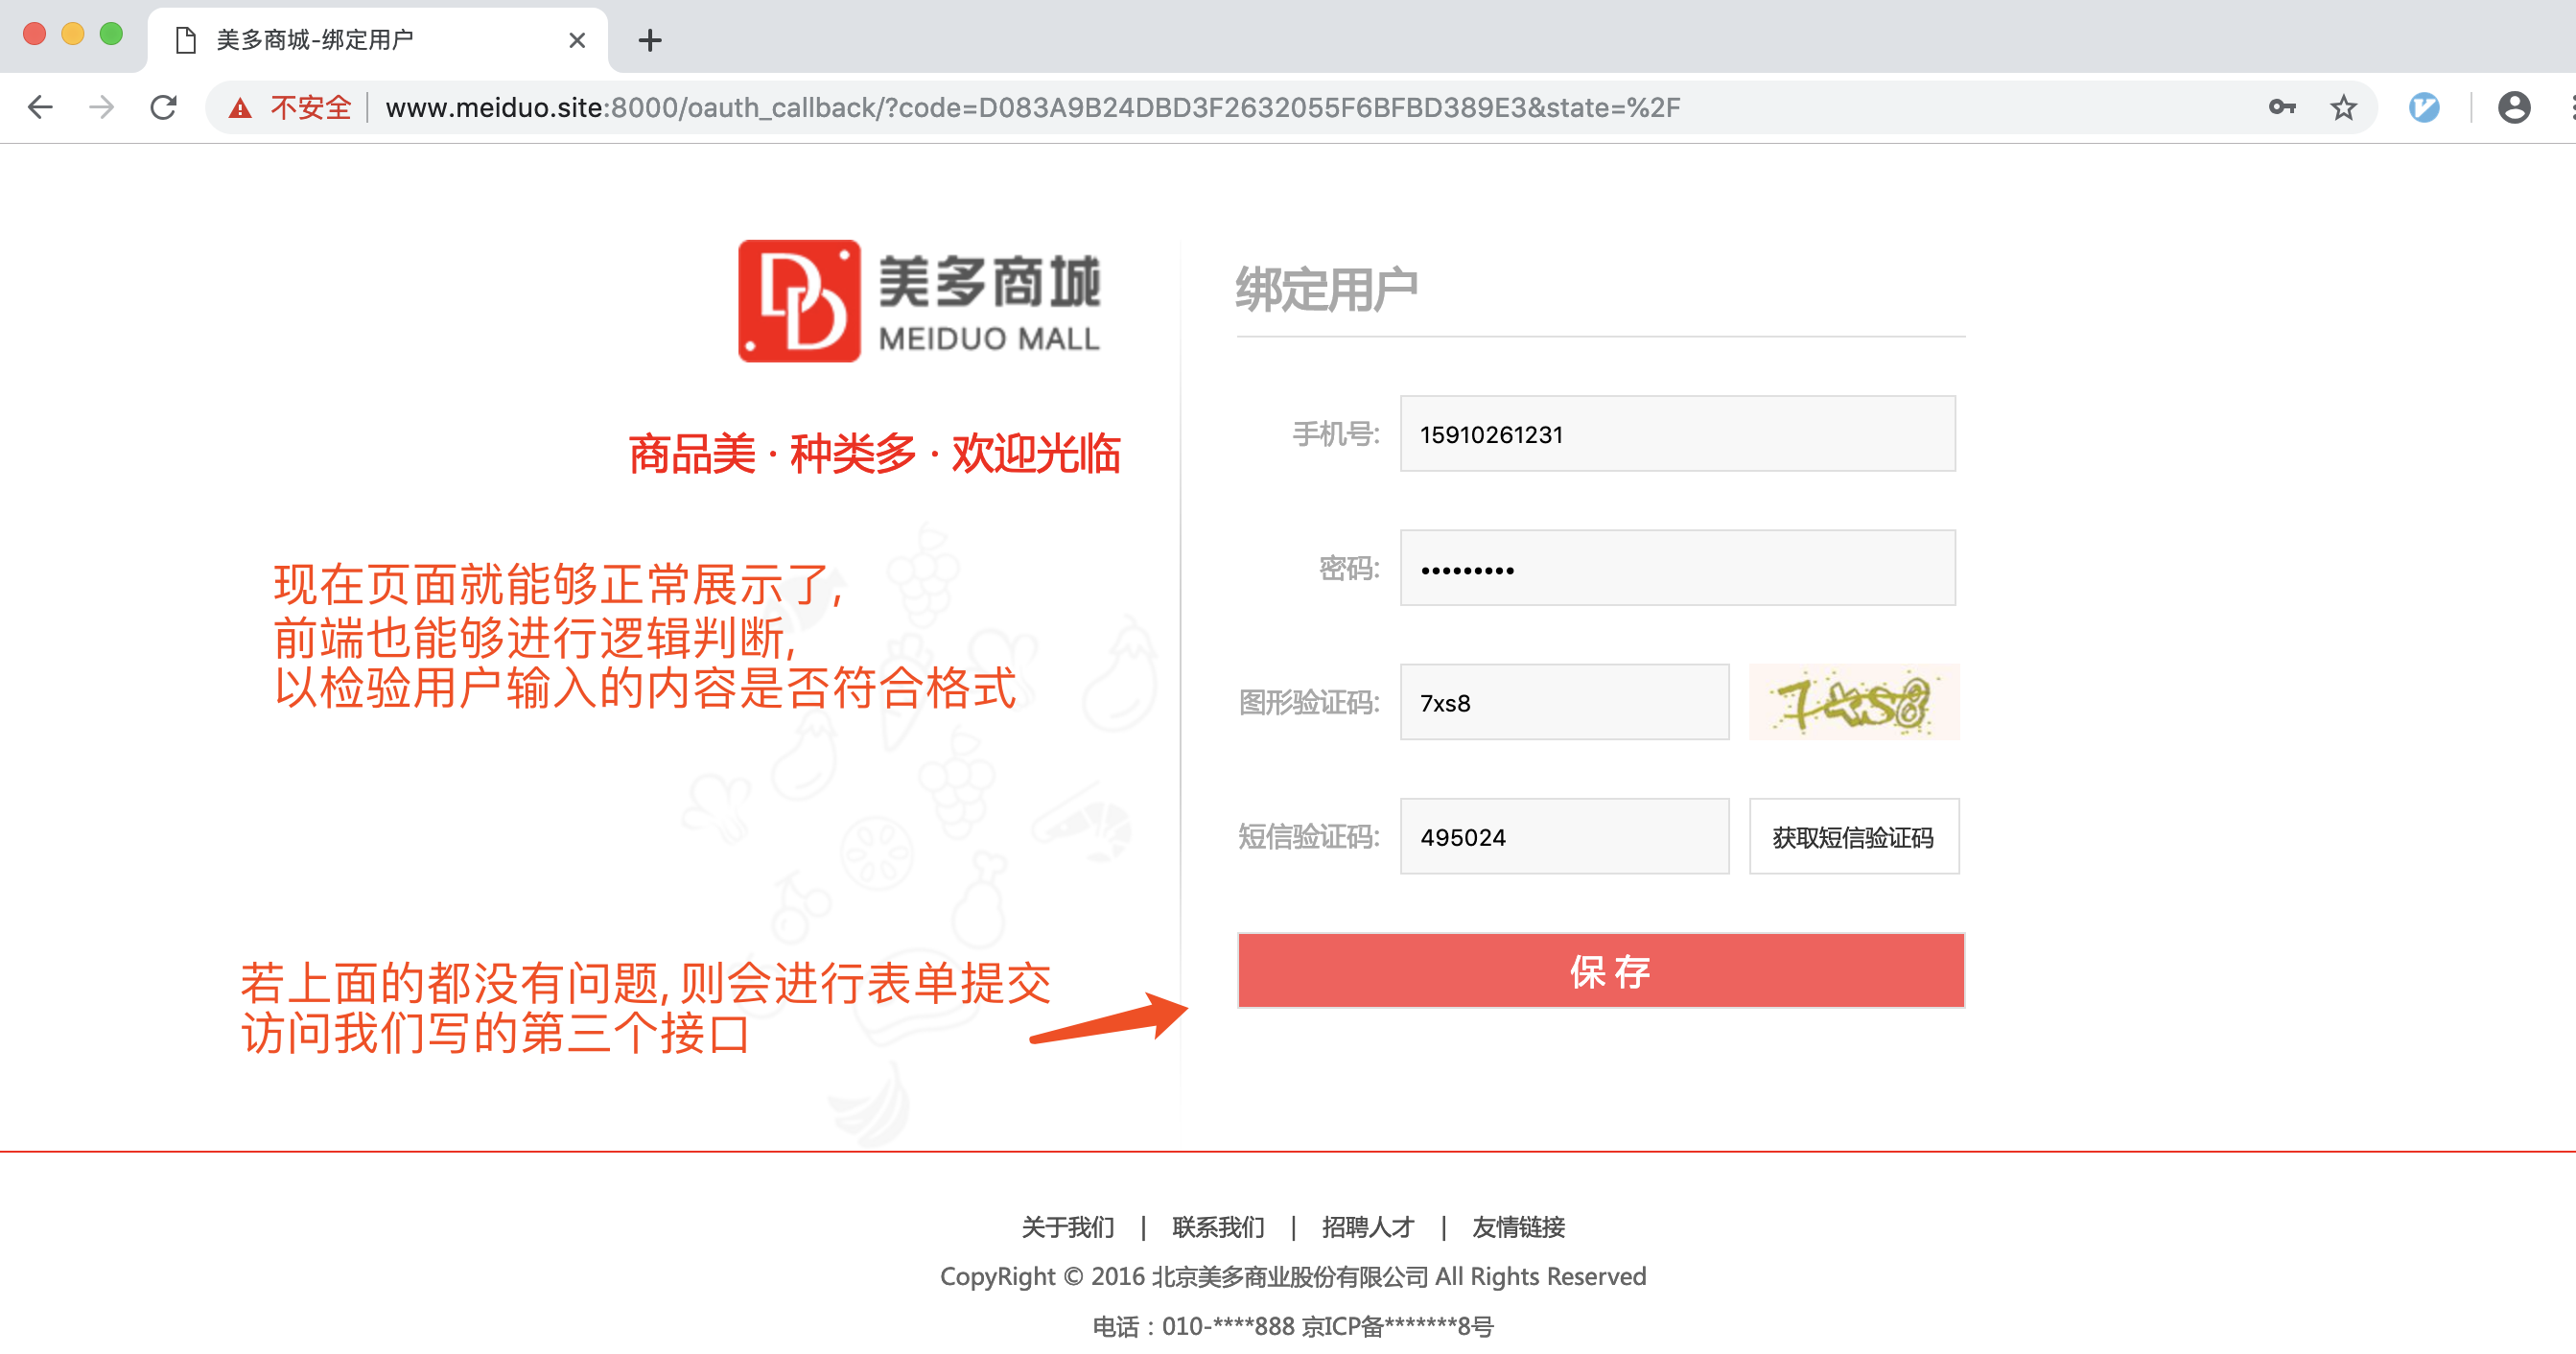 美多商城-绑定用户
不安全 www.meiduo.site:8000/oauth_callback/?code=D083A9B24DBD3F2632055F6BFBD389E3&state=%2F
美多商城
MEIDUO MALL
商品美 · 种类多 · 欢迎光临
现在页面就能够正常展示了,
前端也能够进行逻辑判断,
以检验用户输入的内容是否符合格式
若上面的都没有问题, 则会进行表单提交
访问我们写的第三个接口
绑定用户
手机号: 15910261231
密码: •••••••••
图形验证码: 7xs8 7xs8
短信验证码: 495024 获取短信验证码
保 存
关于我们 | 联系我们 | 招聘人才 | 友情链接
CopyRight © 2016 北京美多商业股份有限公司 All Rights Reserved
电话：010-****888 京ICP备*******8号